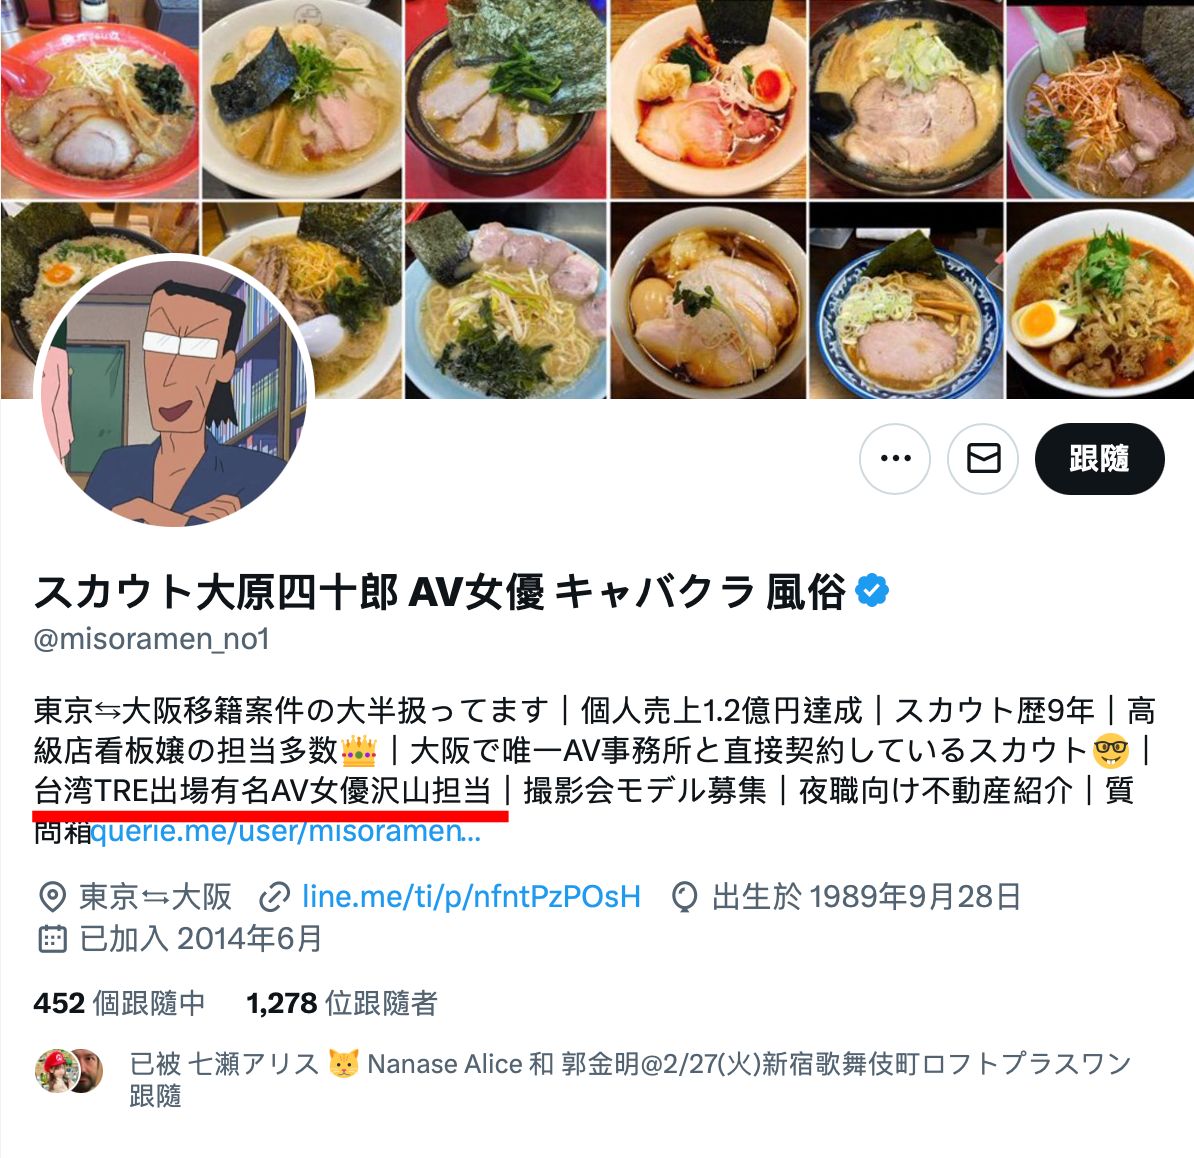 跟隨
スカウト大原四十郎 AV女優 キャバクラ 風俗
@misoramen_no1
東京⇆大阪移籍案件の大半扱ってます｜個人売上1.2億円達成｜スカウト歴9年｜高
級店看板嬢の担当多数👑｜大阪で唯一AV事務所と直接契約しているスカウト🤓｜
台湾TRE出場有名AV女優沢山担当｜撮影会モデル募集｜夜職向け不動産紹介｜質
問箱querie.me/user/misoramen…
東京⇆大阪 line.me/ti/p/nfntPzPOsH 出生於 1989年9月28日
已加入 2014年6月
452 個跟隨中 1,278 位跟隨者
已被 七瀬アリス 🐱 Nanase Alice 和 郭金明@2/27(火)新宿歌舞伎町ロフトプラスワン
跟隨